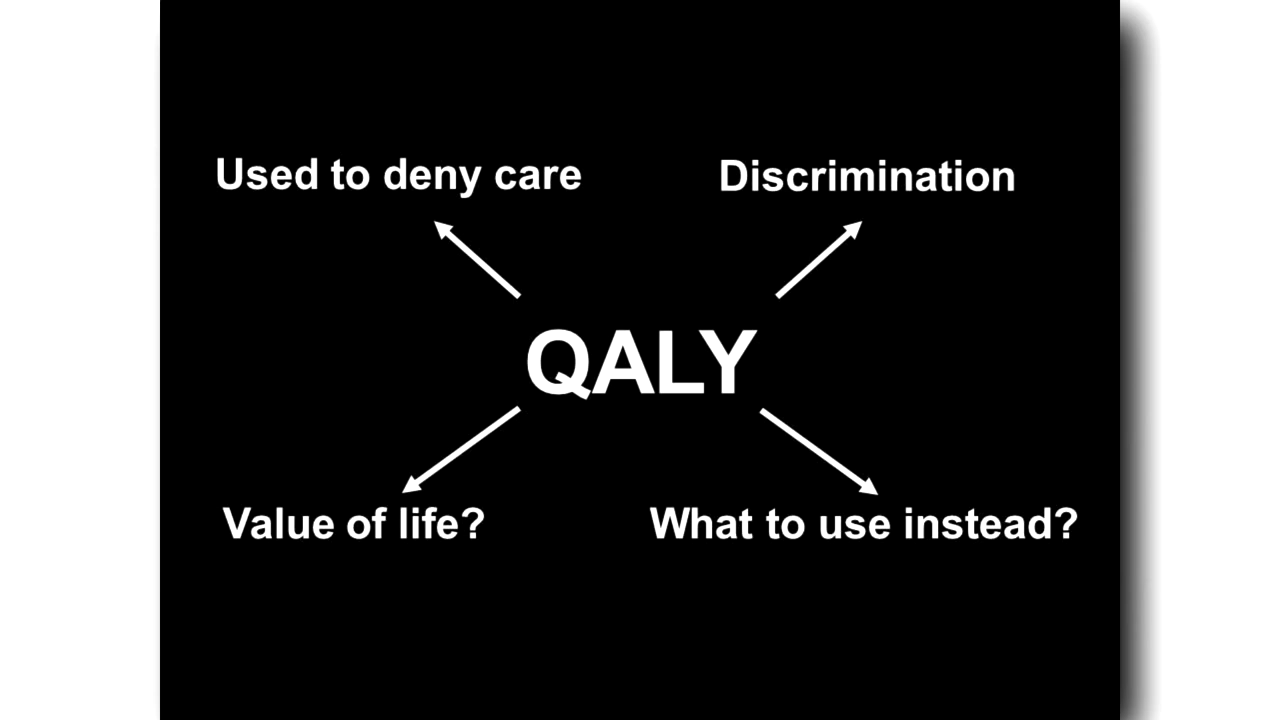 Used to deny care
Discrimination
QALY
Value of life?
What to use instead?